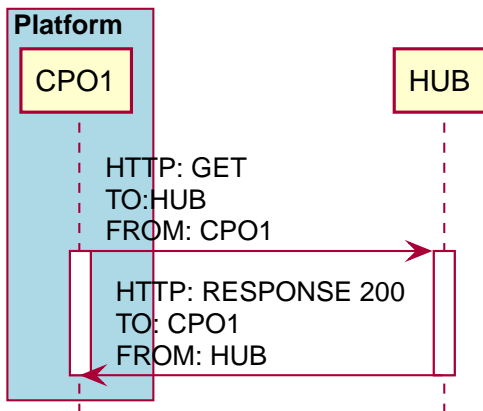 Platform
CPO1
HUB
HTTP: GET
TO:HUB
FROM: CPO1
HTTP: RESPONSE 200
TO: CPO1
FROM: HUB